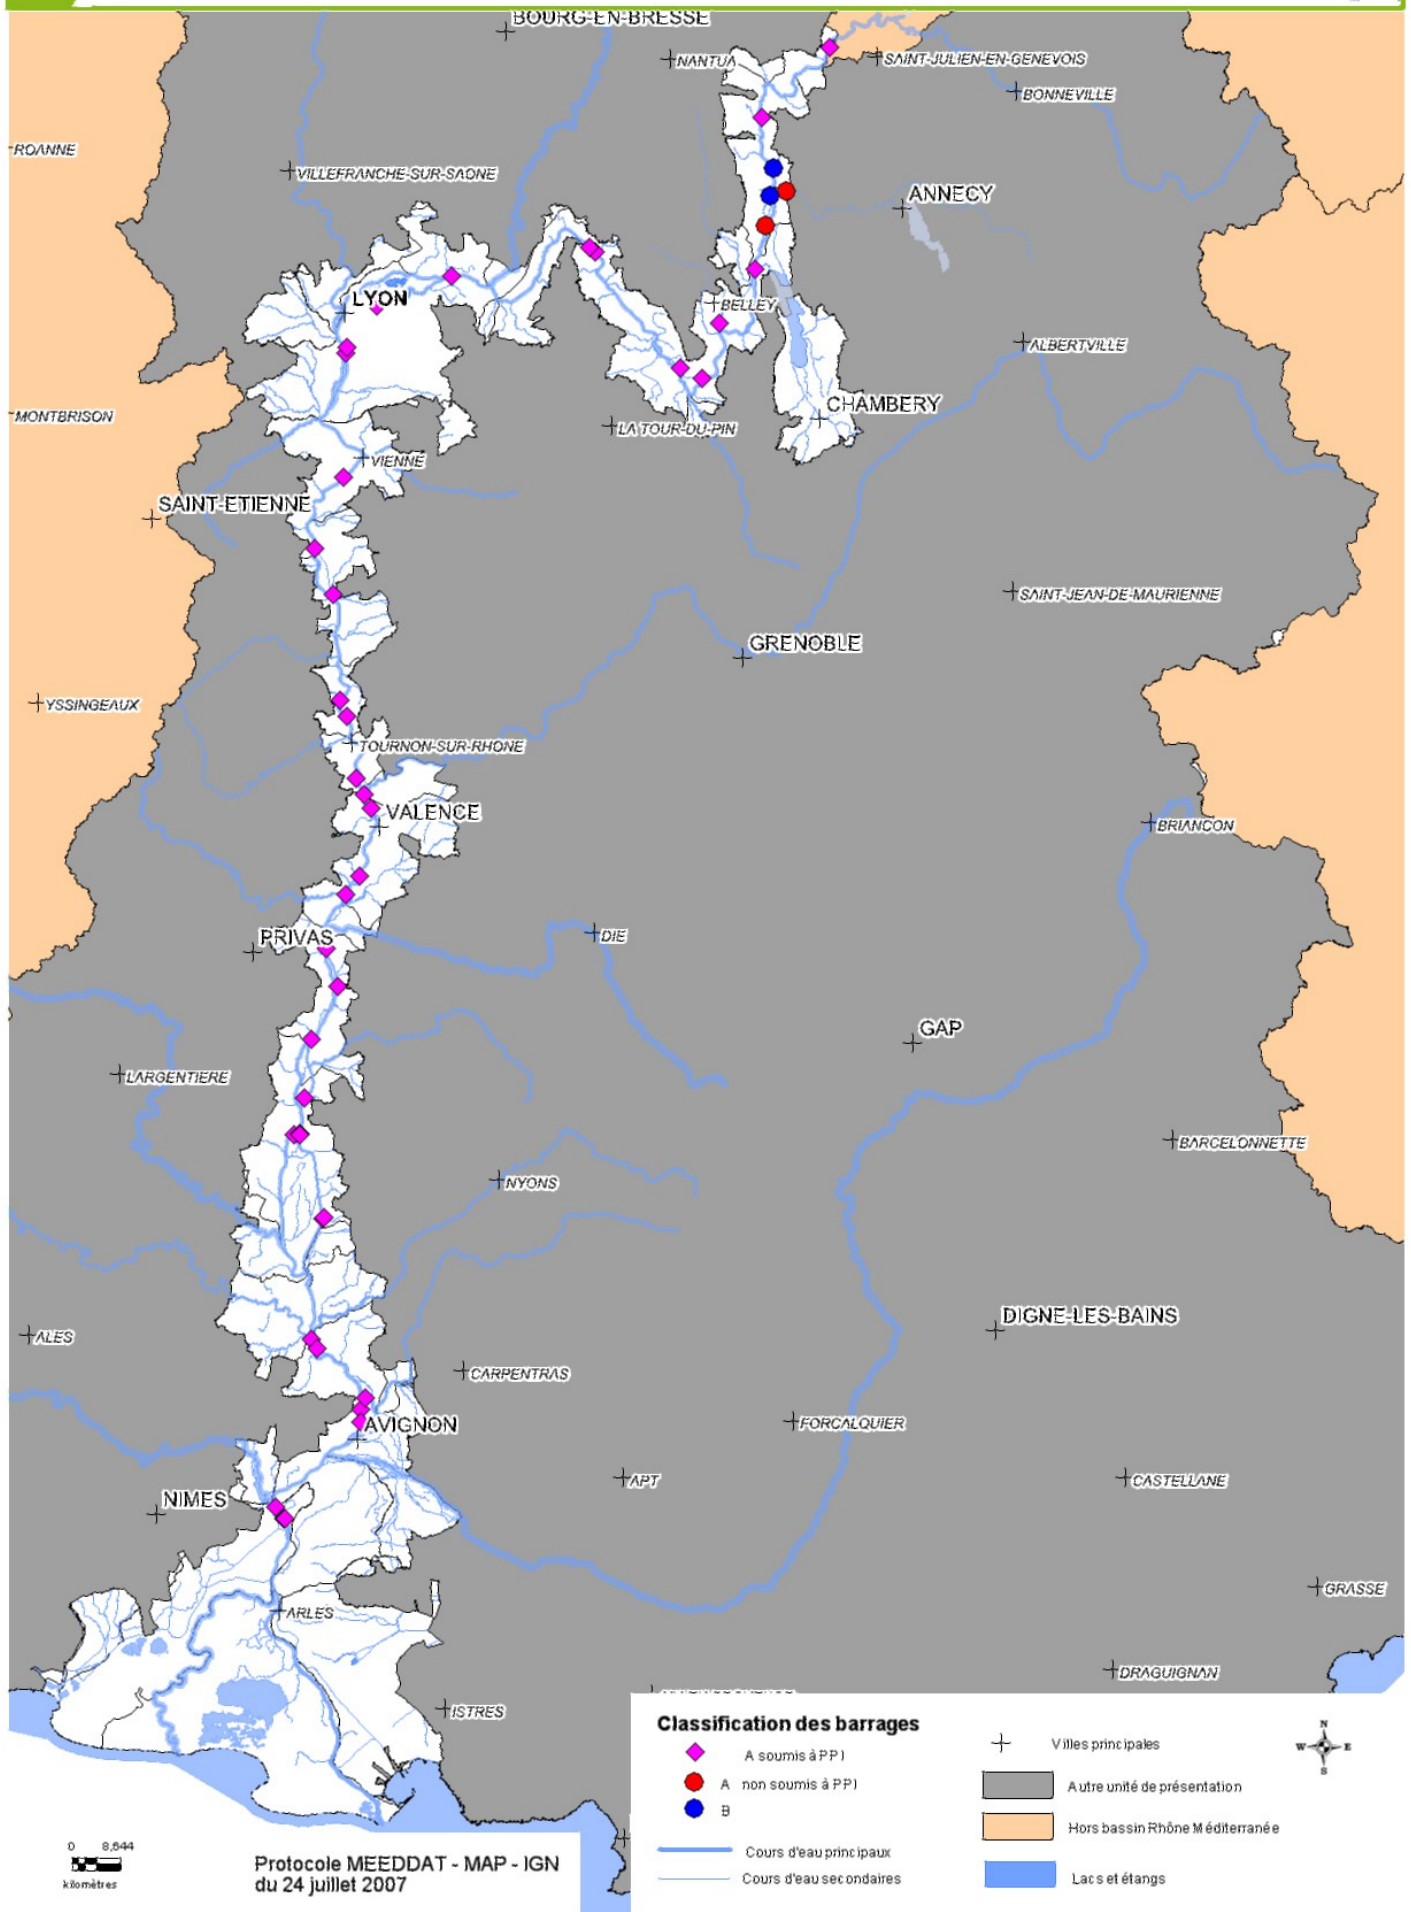 BOURG-EN-BRESSE
NANTUA
SAINT-JULIEN-EN-GENEVOIS
BONNEVILLE
ROANNE
VILLEFRANCHE-SUR-SAONE
ANNECY
LYON
BELLEY
ALBERTVILLE
MONTBRISON
CHAMBERY
LA TOUR-DU-PIN
VIENNE
SAINT-ETIENNE
SAINT-JEAN-DE-MAURIENNE
GRENOBLE
YSSINGEAUX
TOURNON-SUR-RHONE
VALENCE
BRIANCON
PRIVAS
DIE
GAP
LARGENTIERE
BARCELONNETTE
NYONS
DIGNE-LES-BAINS
ALES
CARPENTRAS
AVIGNON
FORCALQUIER
APT
CASTELLANE
NIMES
GRASSE
ARLES
DRAGUIGNAN
ISTRES
Classification des barrages
A soumis à PPI
A non soumis à PPI
B
Cours d'eau principaux
Cours d'eau secondaires
Villes principales
Autre unité de présentation
Hors bassin Rhône Méditerranée
Lacs et étangs
N
W E
S
0 8,644
kilomètres
Protocole MEEDDAT - MAP - IGN
du 24 juillet 2007